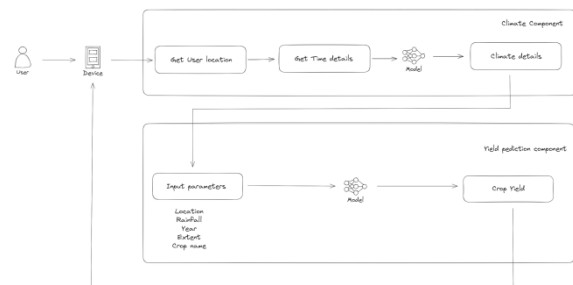 Climate Component
User
Device
Get User location
Get Time details
Model
Climate details
Yield pediction component
Input parameters
Model
Crop Yield
Location
Rainfall
Year
Extent
Crop name